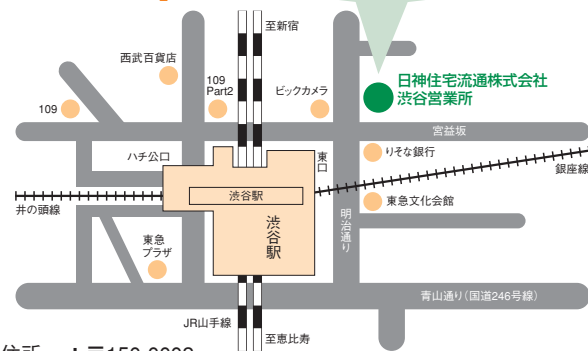 至新宿
西武百貨店
109
Part2
ビックカメラ
日神住宅流通株式会社
渋谷営業所
109
宮益坂
ハチ公口
東口
りそな銀行
銀座線
渋谷駅
井の頭線
東急文化会館
渋谷駅
明治通り
東急
プラザ
青山通り(国道246号線)
JR山手線
至恵比寿